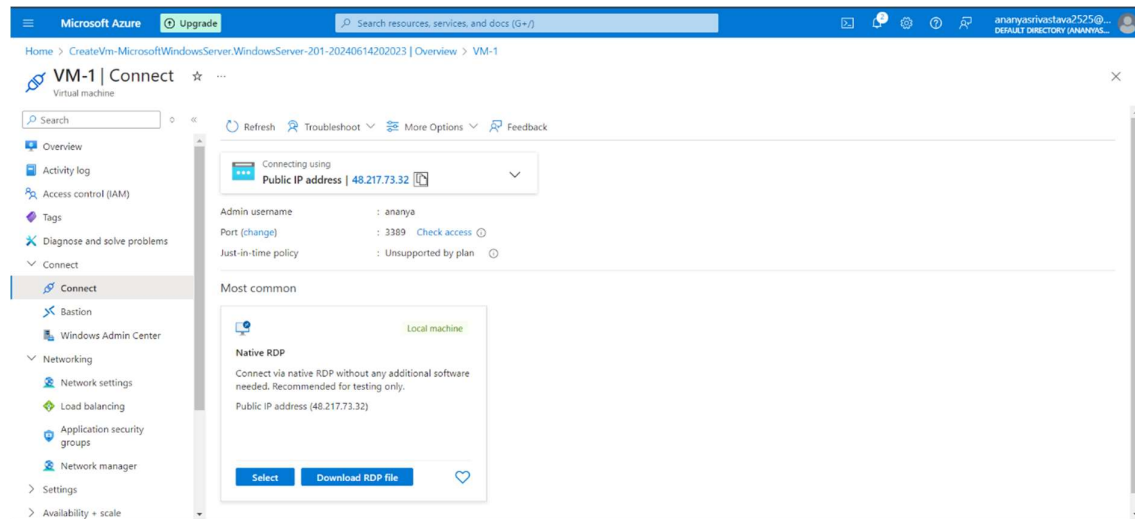 Microsoft Azure
Upgrade
Search resources, services, and docs (G+/)
2
ananyasrivastava2525@...
DEFAULT DIRECTORY (ANANYAS...
Home > CreateVm-MicrosoftWindowsServer.WindowsServer-201-20240614202023 | Overview > VM-1
VM-1 | Connect
Virtual machine
Search
Overview
Activity log
Access control (IAM)
Tags
Diagnose and solve problems
Connect
Connect
Bastion
Windows Admin Center
Networking
Network settings
Load balancing
Application security
groups
Network manager
Settings
Availability + scale
Refresh Troubleshoot More Options Feedback
Connecting using
Public IP address | 48.217.73.32
Admin username : ananya
Port (change) : 3389 Check access
Just-in-time policy : Unsupported by plan
Most common
Local machine
Native RDP
Connect via native RDP without any additional software
needed. Recommended for testing only.
Public IP address (48.217.73.32)
Select Download RDP file